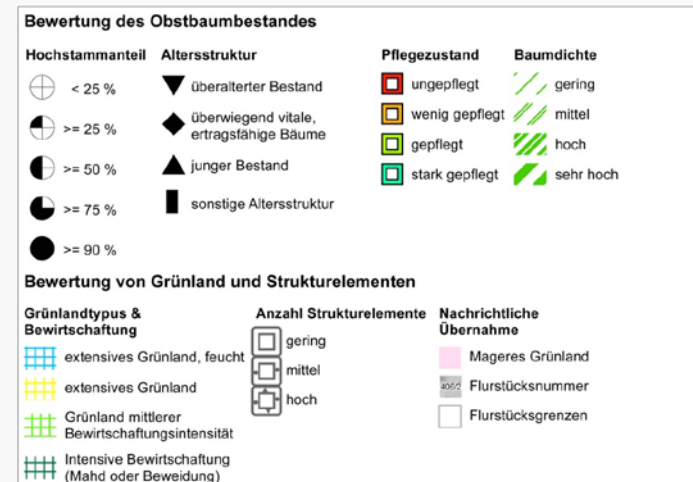 Bewertung des Obstbaumbestandes
Hochstammanteil
< 25 %
>= 25 %
>= 50 %
>= 75 %
>= 90 %
Altersstruktur
überalterter Bestand
überwiegend vitale,
ertragsfähige Bäume
junger Bestand
sonstige Altersstruktur
Pflegezustand
ungepflegt
wenig gepflegt
gepflegt
stark gepflegt
Baumdichte
gering
mittel
hoch
sehr hoch
Bewertung von Grünland und Strukturelementen
Grünlandtypus &
Bewirtschaftung
extensives Grünland, feucht
extensives Grünland
Grünland mittlerer
Bewirtschaftungsintensität
Intensive Bewirtschaftung
(Mahd oder Beweidung)
Anzahl Strukturelemente
gering
mittel
hoch
Nachrichtliche
Übernahme
Mageres Grünland
406/2
Flurstücksnummer
Flurstücksgrenzen